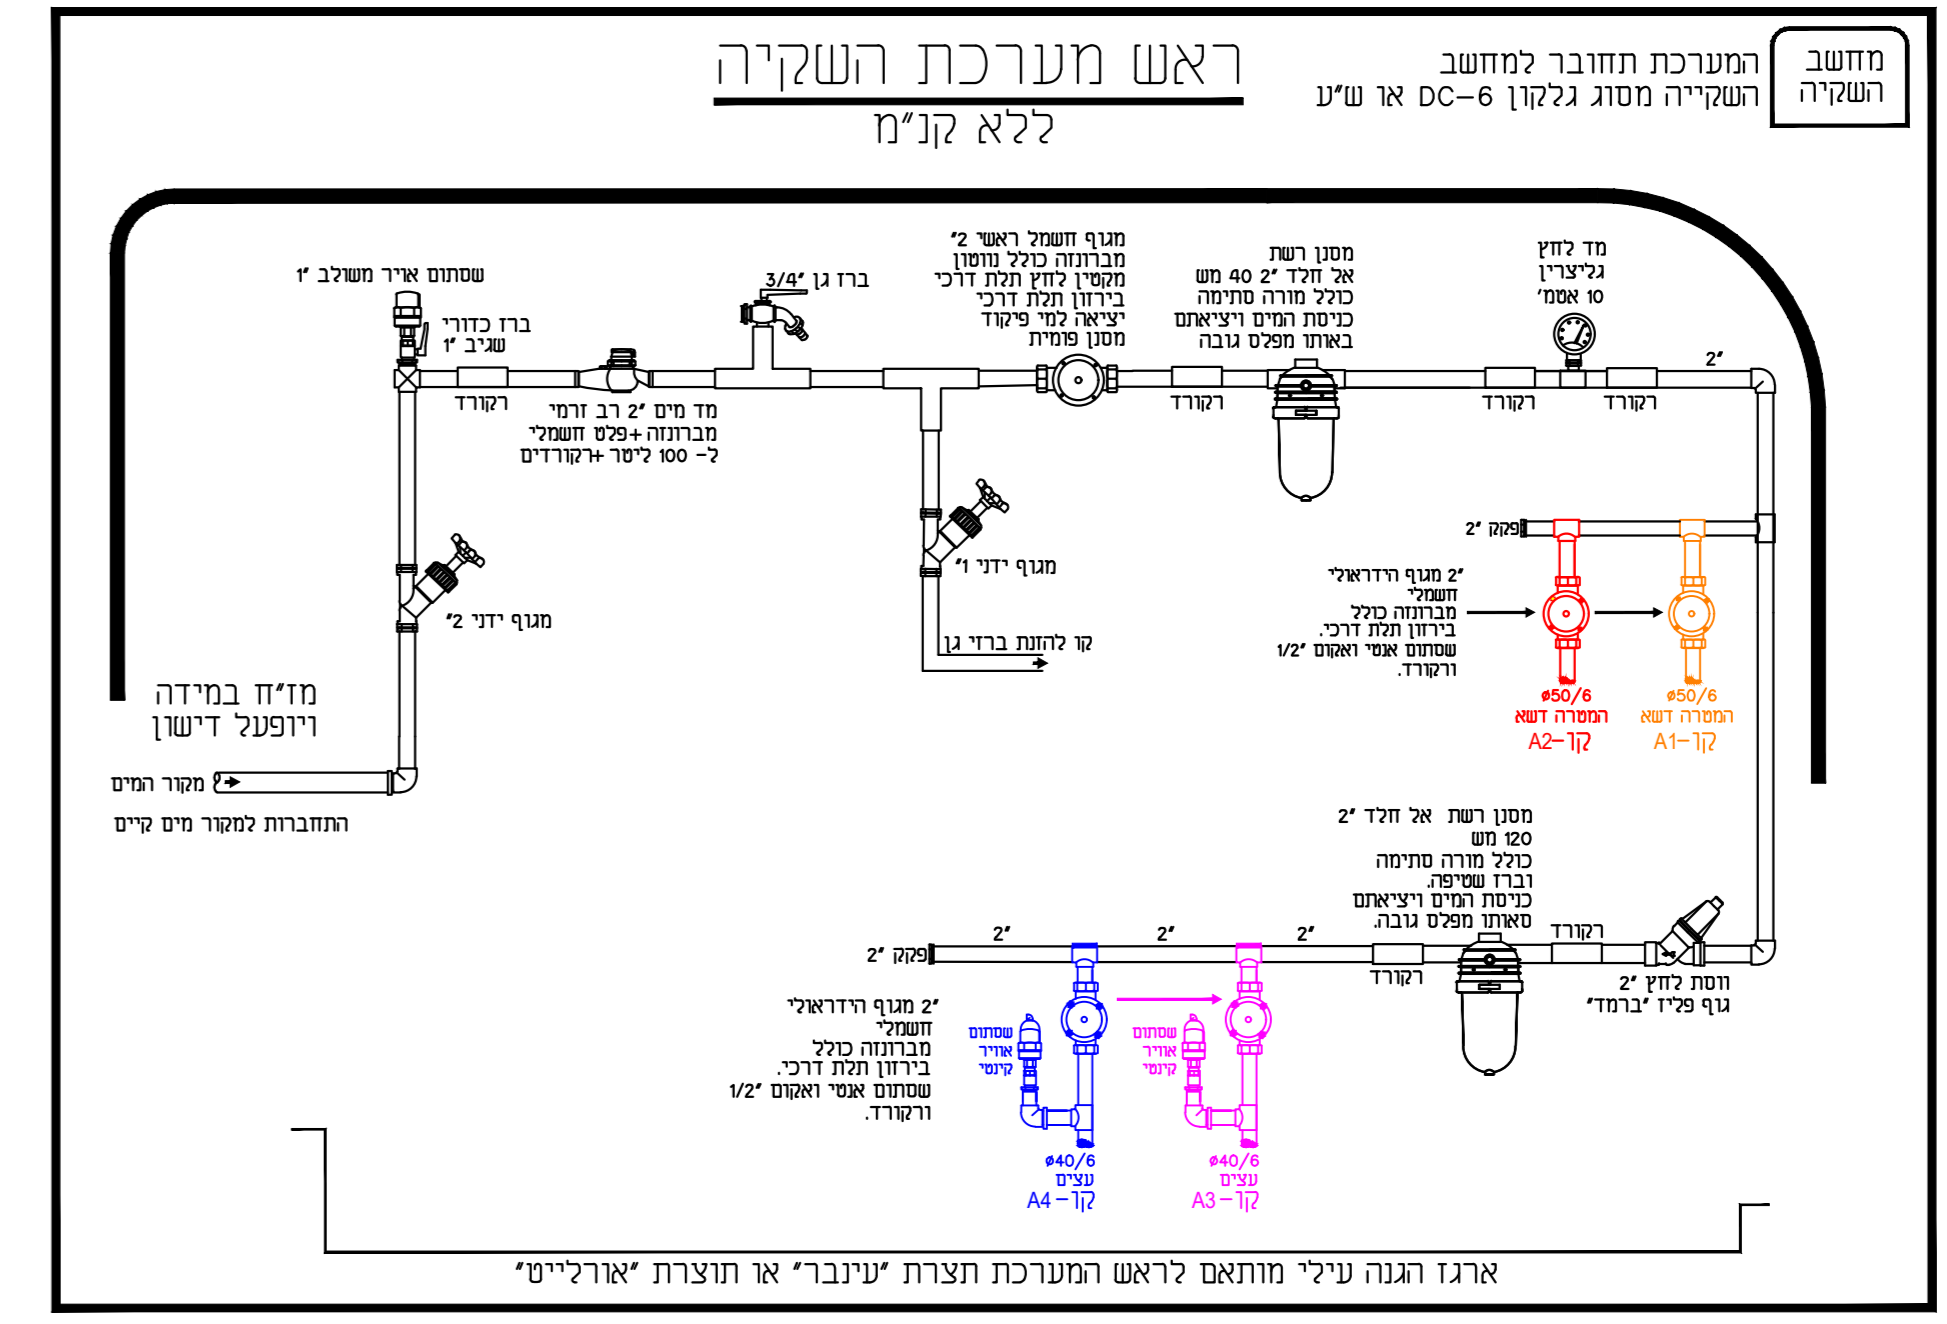 ראש מערכת השקיה
ללא קנ"מ
מחשב
השקיה
המערכת תחובר למחשב
השקייה מסוג גלקון DC-6 או ש"ע
שסתום אויר משולב 1"
ברז כדורי
שגיב 1"
רקורד
מד מים 2" רב זרמי
מברונזה+פלט חשמלי
ל- 100 ליטר +רקורדים
ברז גן 3/4"
מגוף חשמל ראשי 2"
מברונזה כולל נווטון
מקטין לחץ תלת דרכי
בירזון תלת דרכי
יציאה למי פיקוד
מסנן פומית
רקורד
מסנן רשת
אל חלד 2" 40 מש
כולל מורה סתימה
כניסת המים ויציאתם
באותו מפלס גובה
רקורד
מד לחץ
גליצרין
10 אטמ'
רקורד
2"
מגוף ידני 2"
מגוף ידני 1"
קו להזנת ברזי גן
מז"ח במידה
ויופעל דישון
מקור המים
התחברות למקור מים קיים
פקק 2"
2" מגוף הידראולי
חשמלי
מברונזה כולל
בירזון תלת דרכי.
שסתום אנטי ואקום 1/2"
ורקורד.
ø50/6
המטרה דשא
קו-A2
ø50/6
המטרה דשא
קו-A1
מסנן רשת אל חלד 2"
120 מש
כולל מורה סתימה
וברז שטיפה.
כניסת המים ויציאתם
סאותו מפלס גובה.
רקורד
רקורד
ווסת לחץ 2"
גוף פליז "ברמד"
פקק 2"
2"
2"
2"
2" מגוף הידראולי
חשמלי
מברונזה כולל
בירזון תלת דרכי.
שסתום אנטי ואקום 1/2"
ורקורד.
שסתום
אוויר
קינטי
ø40/6
עצים
קו-A4
שסתום
אוויר
קינטי
ø40/6
עצים
קו-A3
ארגז הגנה עילי מותאם לראש המערכת תצרת "עינבר" או תוצרת "אורלייט"